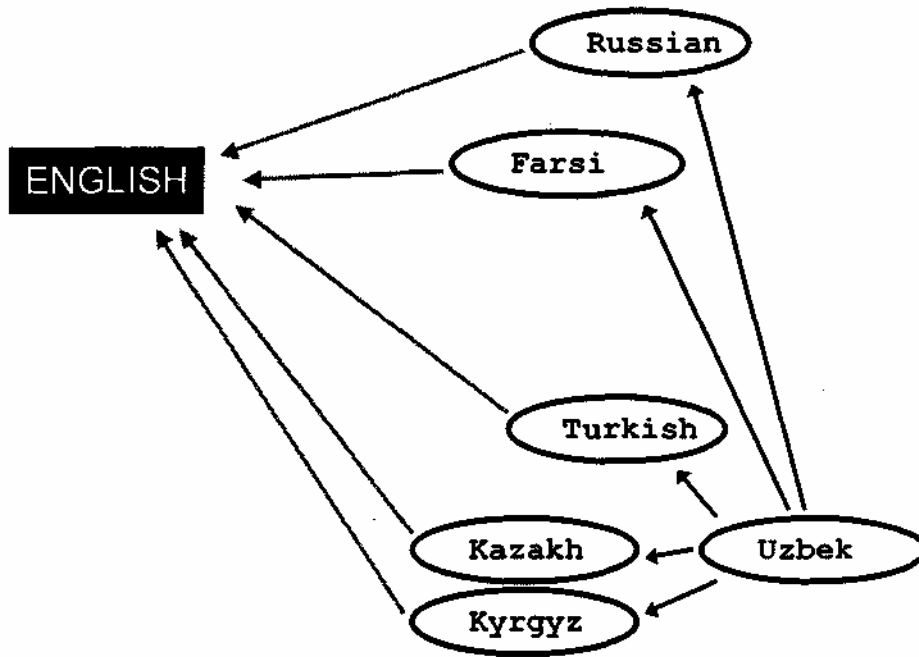 Russian
ENGLISH
Farsi
Turkish
Kazakh
Uzbek
Kyrgyz